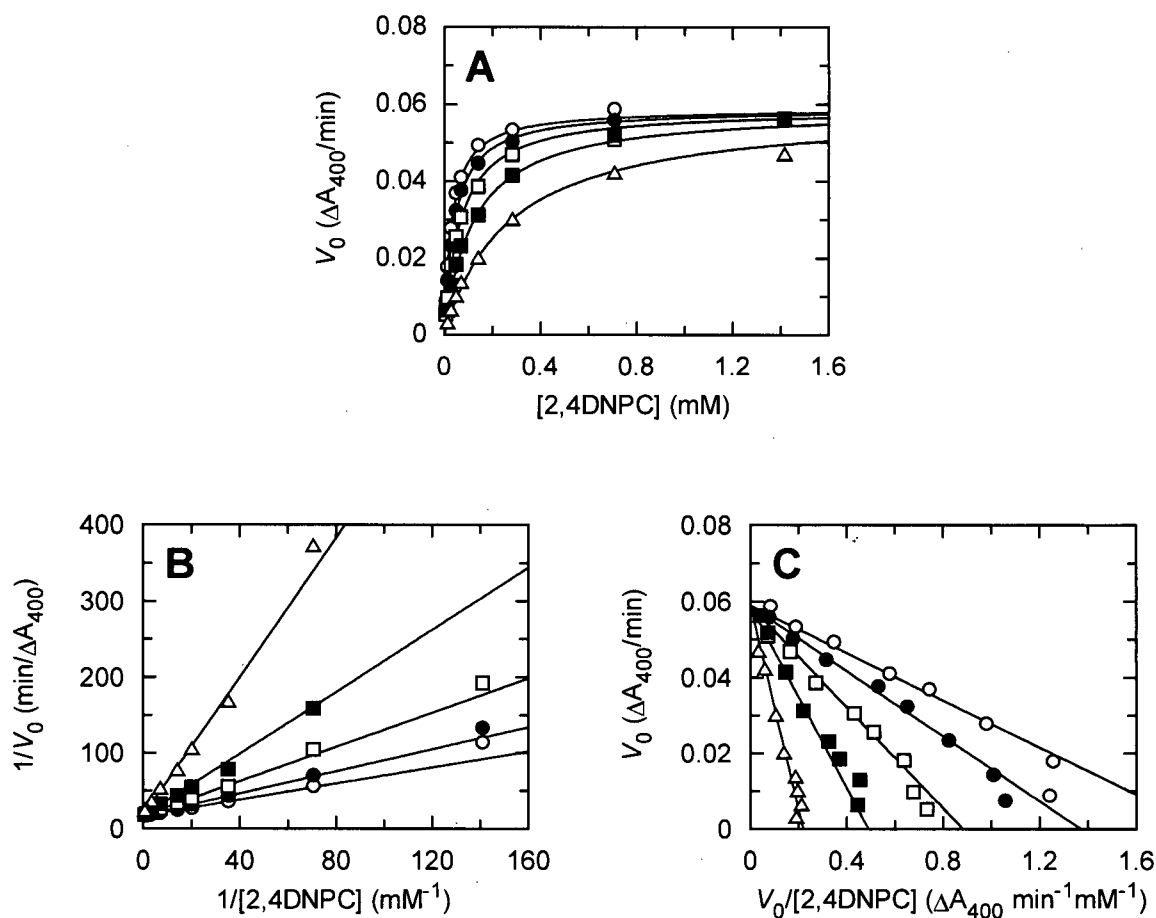 A
0.08
0.06
0.04
0.02
0
V0 (ΔA400/min)
0 0.4 0.8 1.2 1.6
[2,4DNPC] (mM)
B
400
300
200
100
0
1/V0 (min/ΔA400)
0 40 80 120 160
1/[2,4DNPC] (mM-1)
C
0.08
0.06
0.04
0.02
0
V0 (ΔA400/min)
0 0.4 0.8 1.2 1.6
V0/[2,4DNPC] (ΔA400 min-1mM-1)